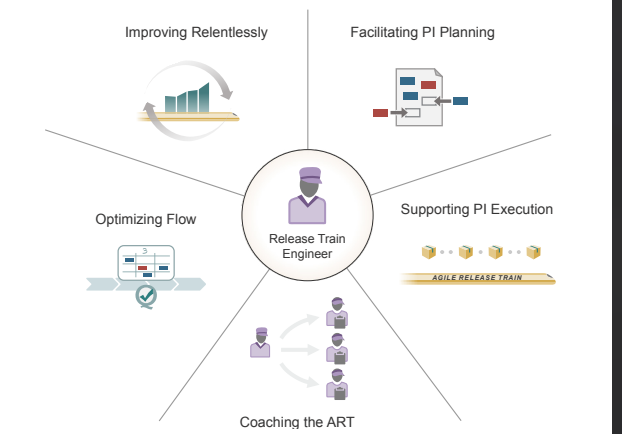 Improving Relentlessly
Facilitating PI Planning
Optimizing Flow
3
Release Train
Engineer
Supporting PI Execution
AGILE RELEASE TRAIN
Coaching the ART